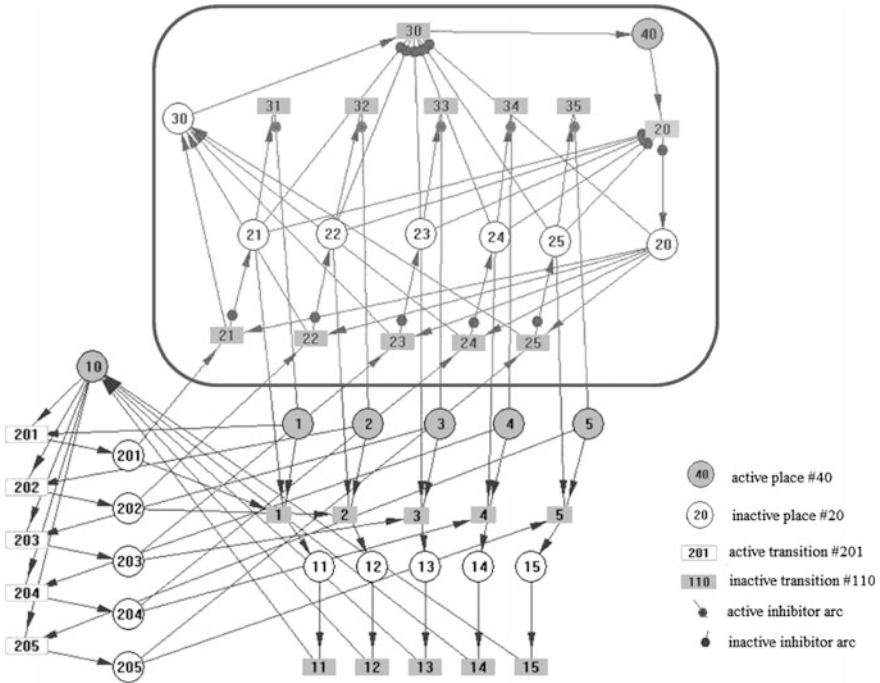 30
40
31 32 33 34 35
30
20
21 22 23 24 25
20
21 22 23 24 25
10
1 2 3 4 5
201
201
202
202
1 2 3 4 5
203
203
11 12 13 14 15
204
204
205
205
11 12 13 14 15
40 active place #40
20 inactive place #20
201 active transition #201
110 inactive transition #110
active inhibitor arc
inactive inhibitor arc